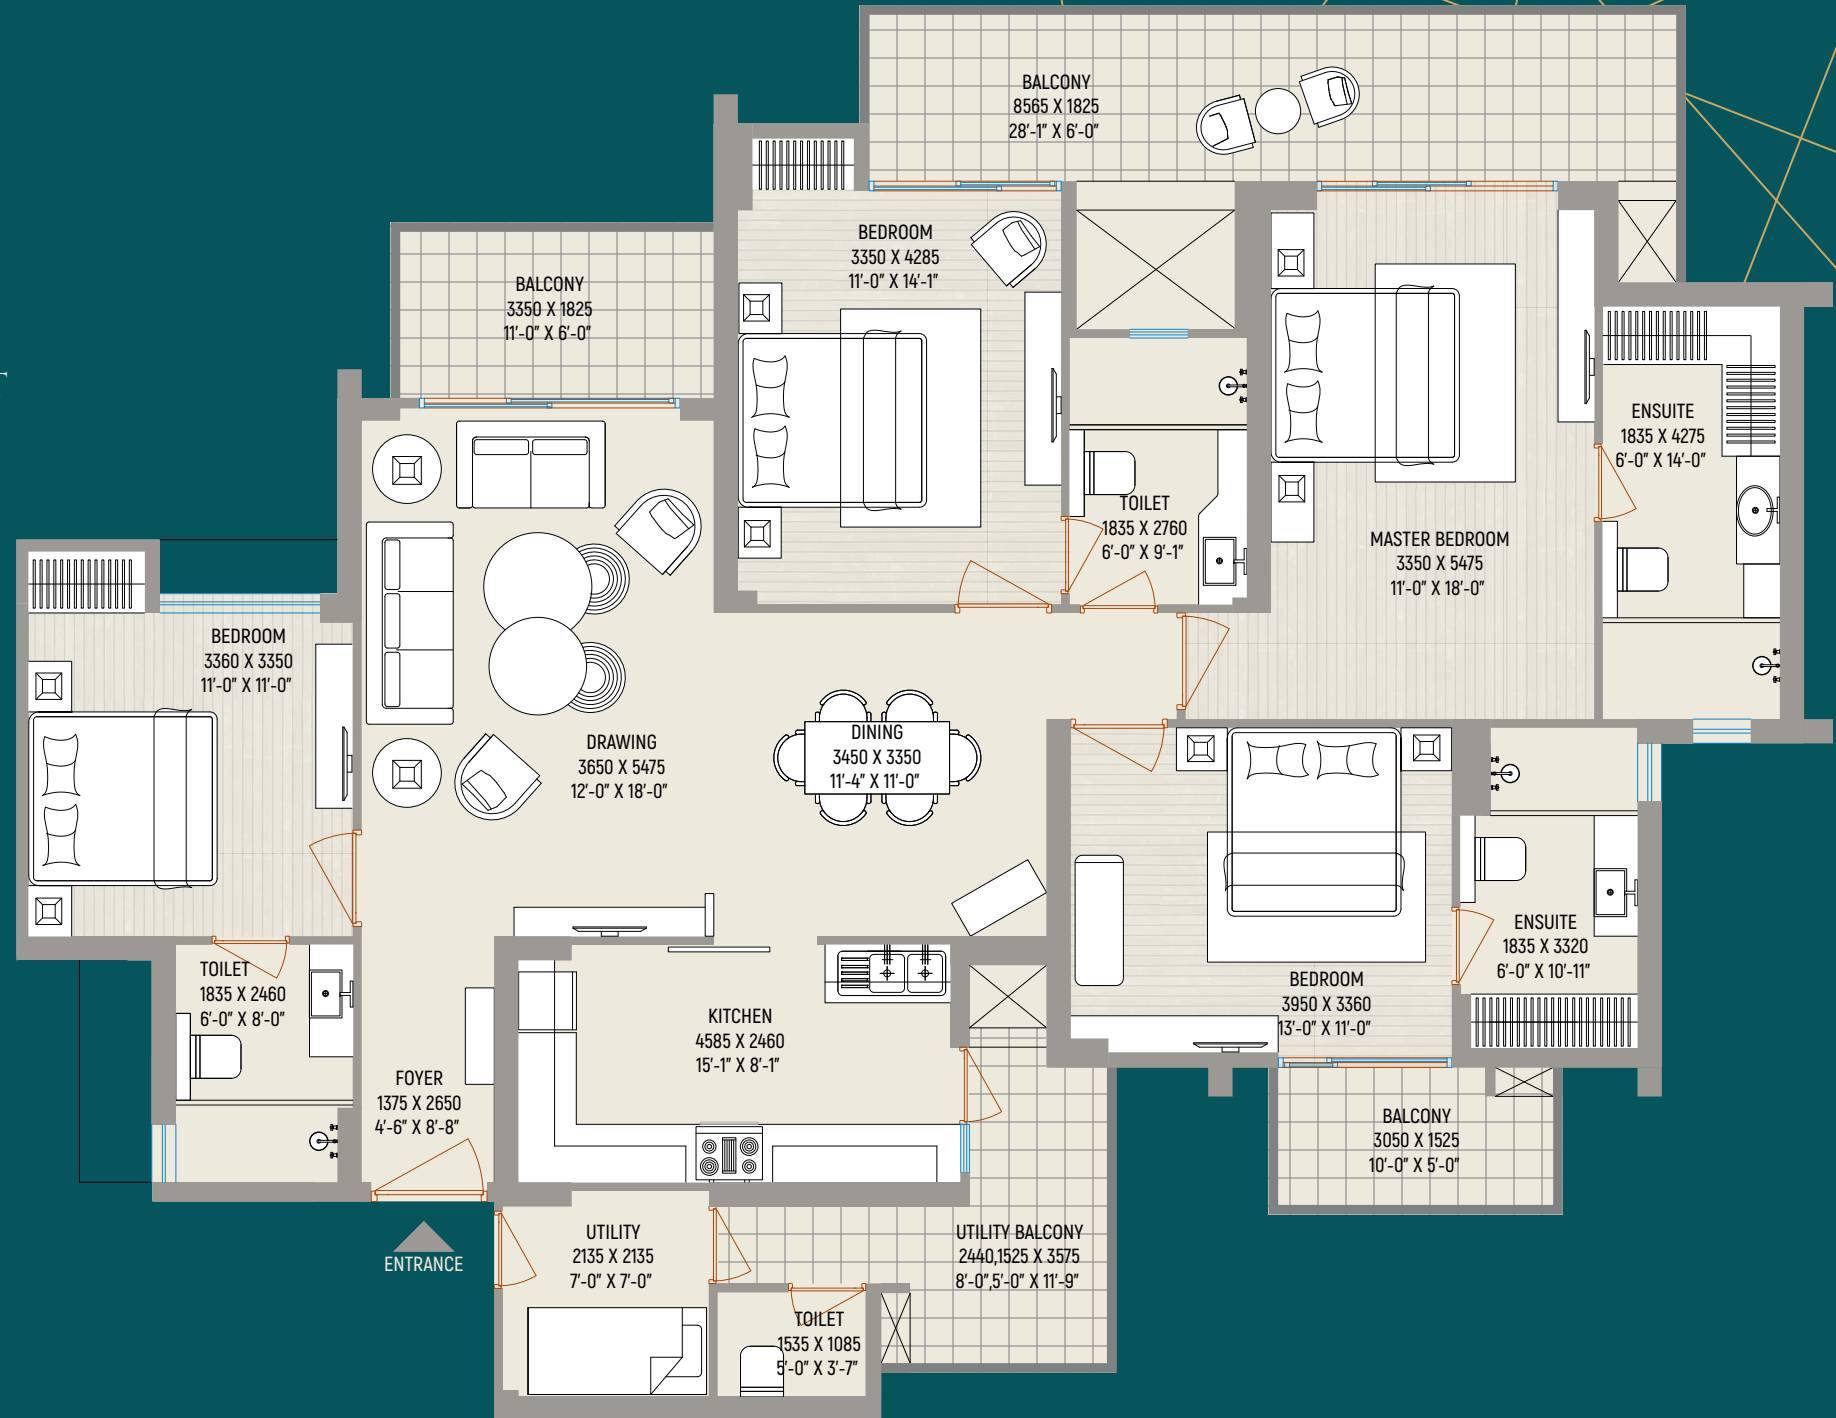 BALCONY
8565 X 1825
28'-1" X 6'-0"
BEDROOM
3350 X 4285
11'-0" X 14'-1"
BALCONY
3350 X 1825
11'-0" X 6'-0"
ENSUITE
1835 X 4275
6'-0" X 14'-0"
TOILET
1835 X 2760
6'-0" X 9'-1"
MASTER BEDROOM
3350 X 5475
11'-0" X 18'-0"
BEDROOM
3360 X 3350
11'-0" X 11'-0"
DRAWING
3650 X 5475
12'-0" X 18'-0"
DINING
3450 X 3350
11'-4" X 11'-0"
ENSUITE
1835 X 3320
6'-0" X 10'-11"
TOILET
1835 X 2460
6'-0" X 8'-0"
BEDROOM
3950 X 3360
13'-0" X 11'-0"
KITCHEN
4585 X 2460
15'-1" X 8'-1"
FOYER
1375 X 2650
4'-6" X 8'-8"
BALCONY
3050 X 1525
10'-0" X 5'-0"
ENTRANCE
UTILITY
2135 X 2135
7'-0" X 7'-0"
UTILITY BALCONY
2440,1525 X 3575
8'-0",5'-0" X 11'-9"
TOILET
1535 X 1085
5'-0" X 3'-7"